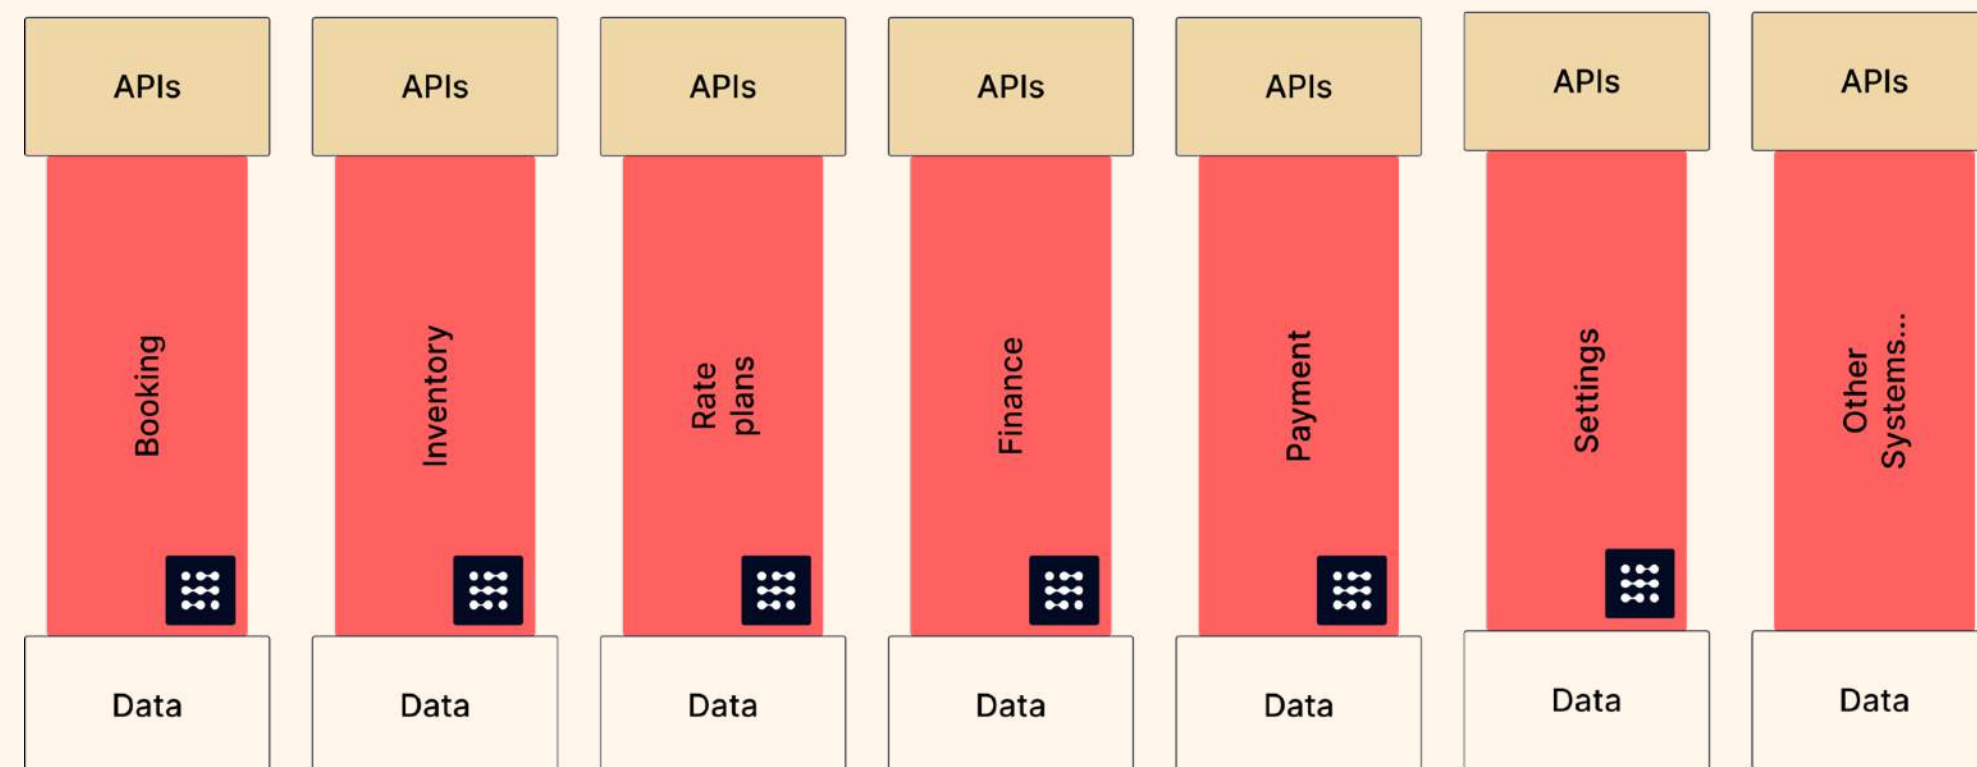 APIs
APIs
APIs
APIs
APIs
APIs
APIs
Booking
Inventory
Rate
plans
Finance
Payment
Settings
Other
Systems...
Data
Data
Data
Data
Data
Data
Data